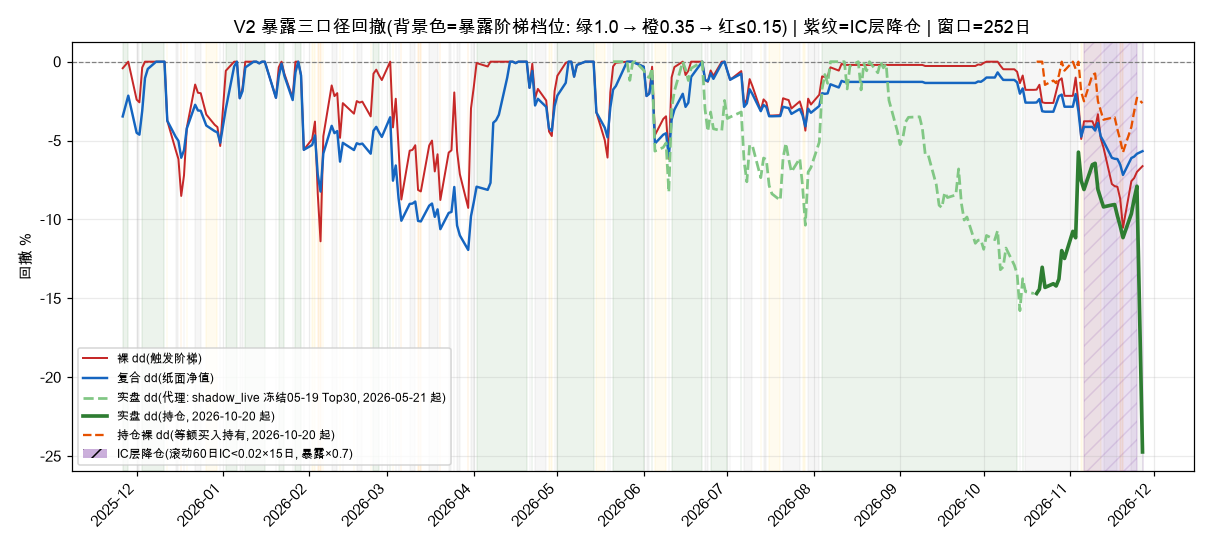 V2 暴露三口径回撤(背景色=暴露阶梯档位: 绿1.0 → 橙0.35 → 红≤0.15) | 紫纹=IC层降仓 | 窗口=252日
回撤 %
0
-5
-10
-15
-20
-25
裸 dd(触发阶梯)
复合 dd(纸面净值)
实盘 dd(代理: shadow_live 冻结05-19 Top30, 2026-05-21 起)
实盘 dd(持仓, 2026-10-20 起)
持仓裸 dd(等额买入持有, 2026-10-20 起)
IC层降仓(滚动60日IC<0.02×15日, 暴露×0.7)
2025-12
2026-01
2026-02
2026-03
2026-04
2026-05
2026-06
2026-07
2026-08
2026-09
2026-10
2026-11
2026-12